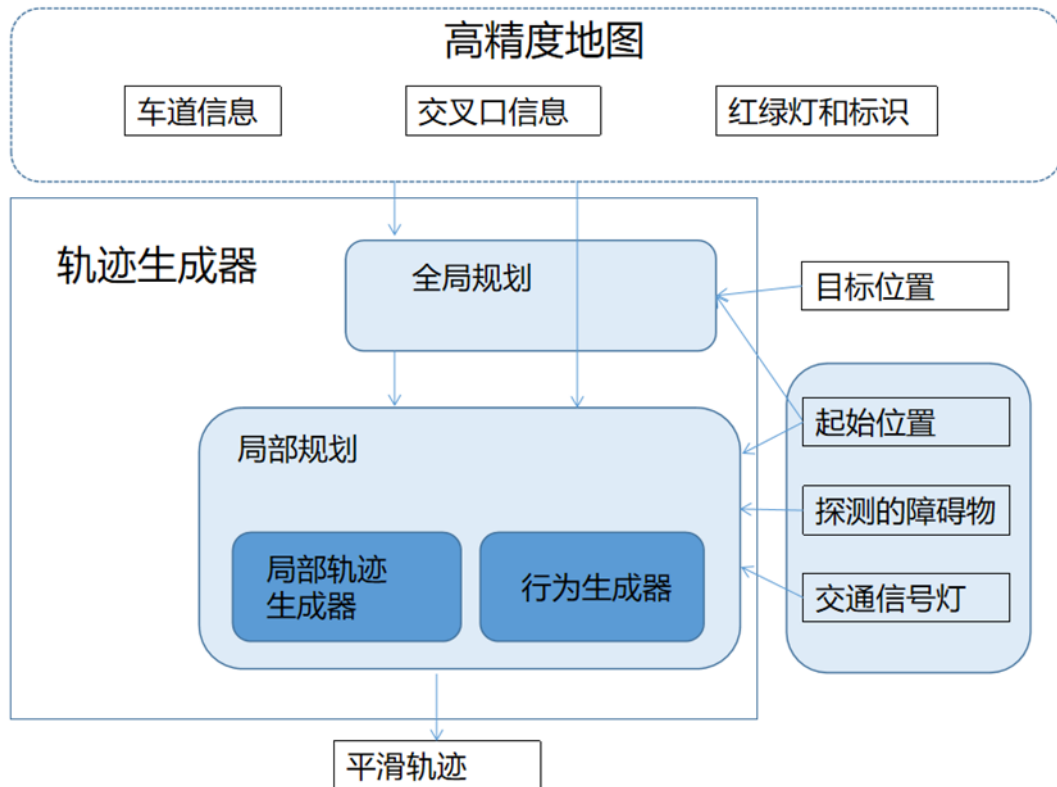 高精度地图
车道信息
交叉口信息
红绿灯和标识
轨迹生成器
全局规划
目标位置
起始位置
局部规划
探测的障碍物
局部轨迹
生成器
行为生成器
交通信号灯
平滑轨迹